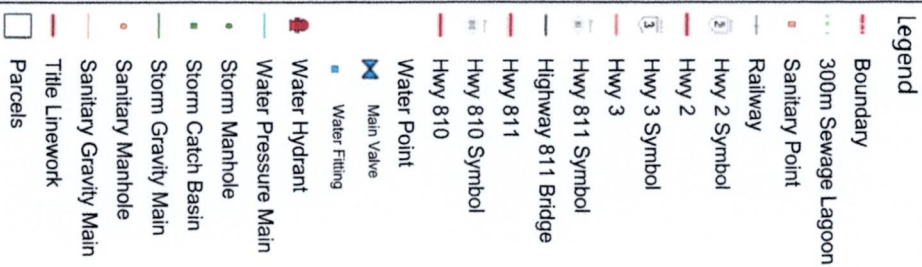 Legend
Boundary
300m Sewage Lagoon
Sanitary Point
Railway
2
Hwy 2 Symbol
Hwy 2
3
Hwy 3 Symbol
Hwy 3
Hwy 811 Symbol
Highway 811 Bridge
Hwy 811
Hwy 810 Symbol
Hwy 810
Water Point
Main Valve
Water Fitting
Water Hydrant
Water Pressure Main
Storm Manhole
Storm Catch Basin
Storm Gravity Main
Sanitary Manhole
Sanitary Gravity Main
Title Linework
Parcels